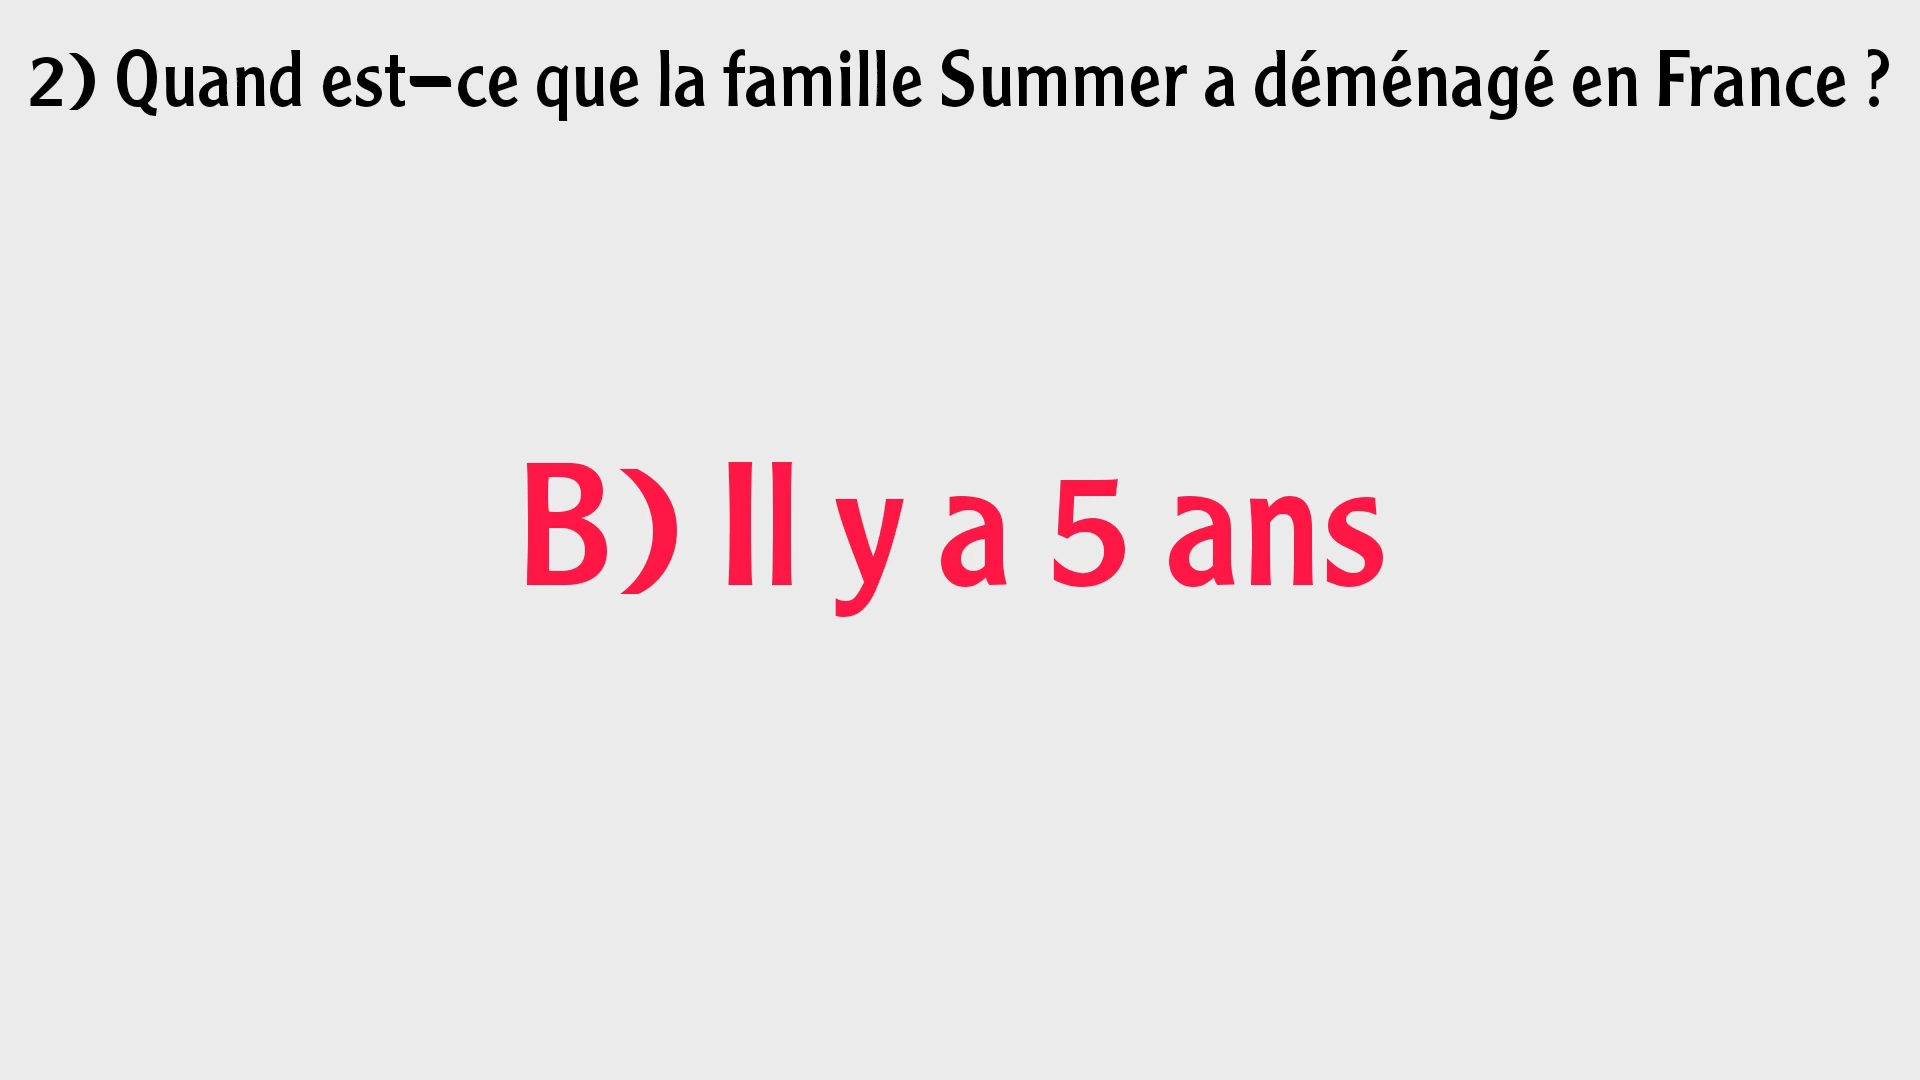 2) Quand est-ce que la famille Summer a déménagé en France ?
B) Il y a 5 ans